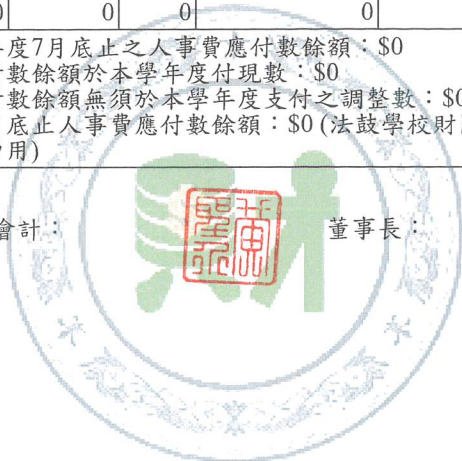 0 0 0 0
度7月底止之人事費應付數餘額：$0
數餘額於本學年度付現數：$0
數餘額無須於本學年度支付之調整數：$0
底止人事費應付數餘額：$0 (法鼓學校財
用)
會計： 董事長：
財